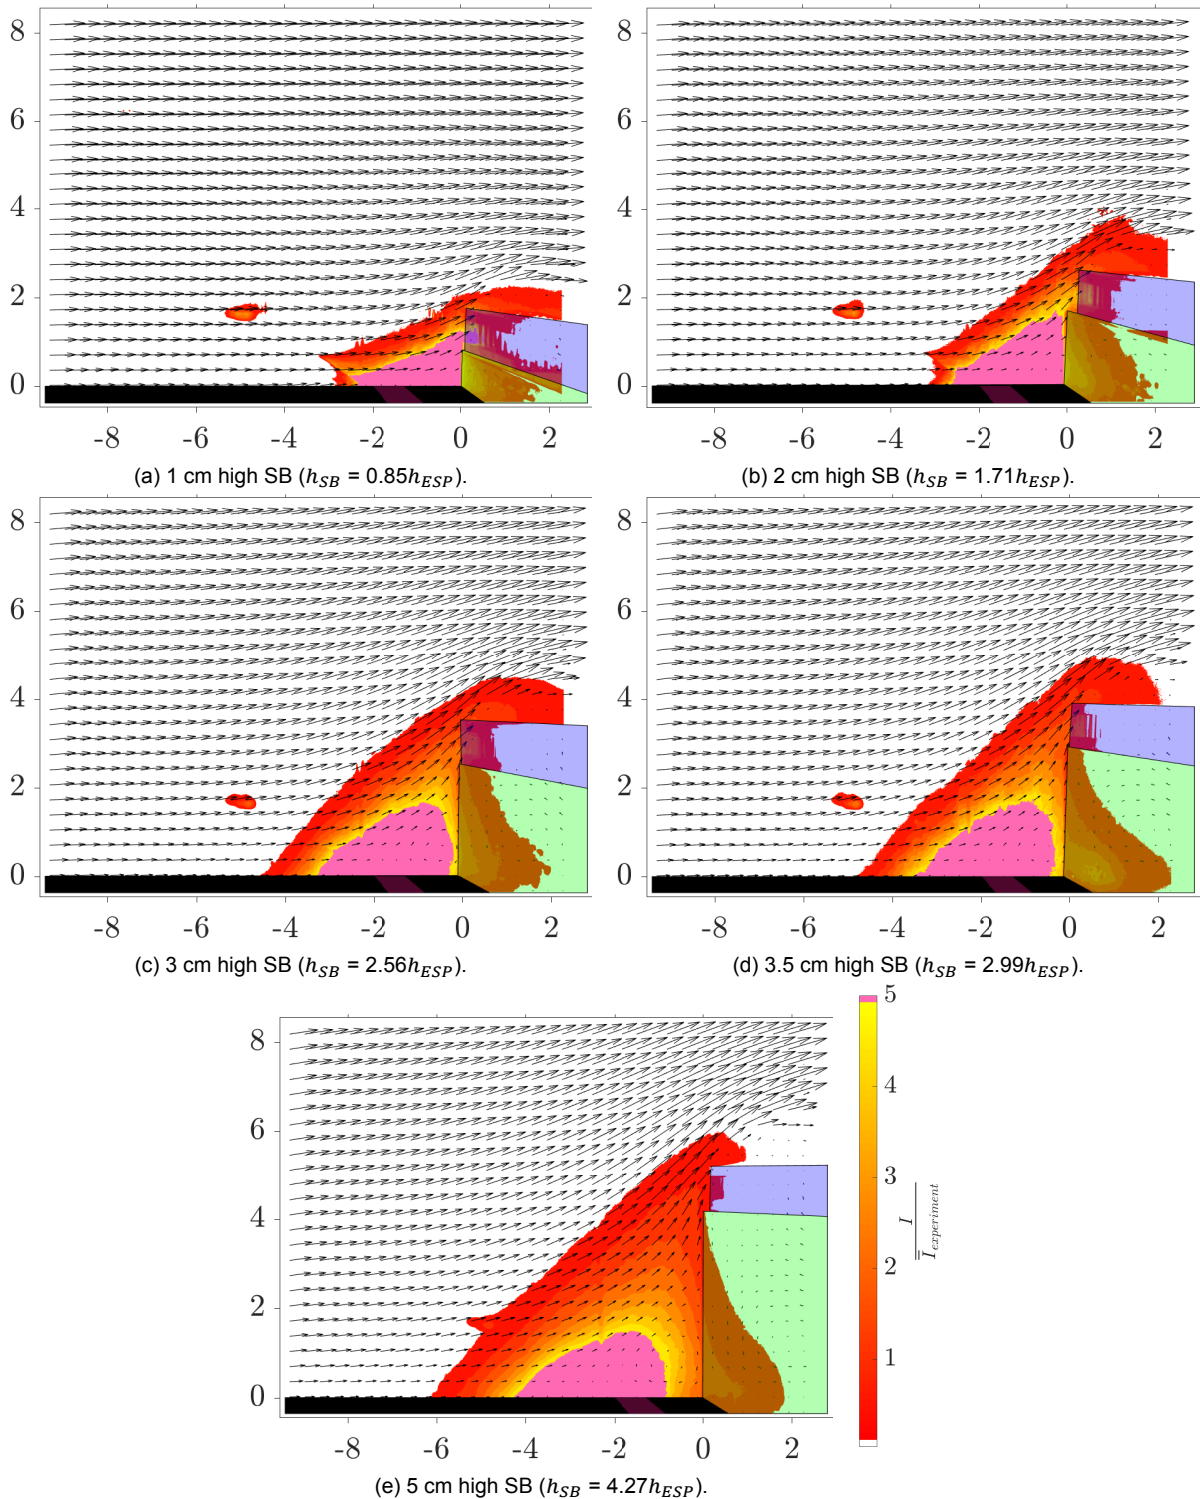 8
6
4
2
0
-8 -6 -4 -2 0 2
(a) 1 cm high SB (h_SB = 0.85h_ESP).
8
6
4
2
0
-8 -6 -4 -2 0 2
(b) 2 cm high SB (h_SB = 1.71h_ESP).
8
6
4
2
0
-8 -6 -4 -2 0 2
(c) 3 cm high SB (h_SB = 2.56h_ESP).
8
6
4
2
0
-8 -6 -4 -2 0 2
(d) 3.5 cm high SB (h_SB = 2.99h_ESP).
8
6
4
2
0
-8 -6 -4 -2 0 2
5
4
3
2
1
I
I̿_experiment
(e) 5 cm high SB (h_SB = 4.27h_ESP).